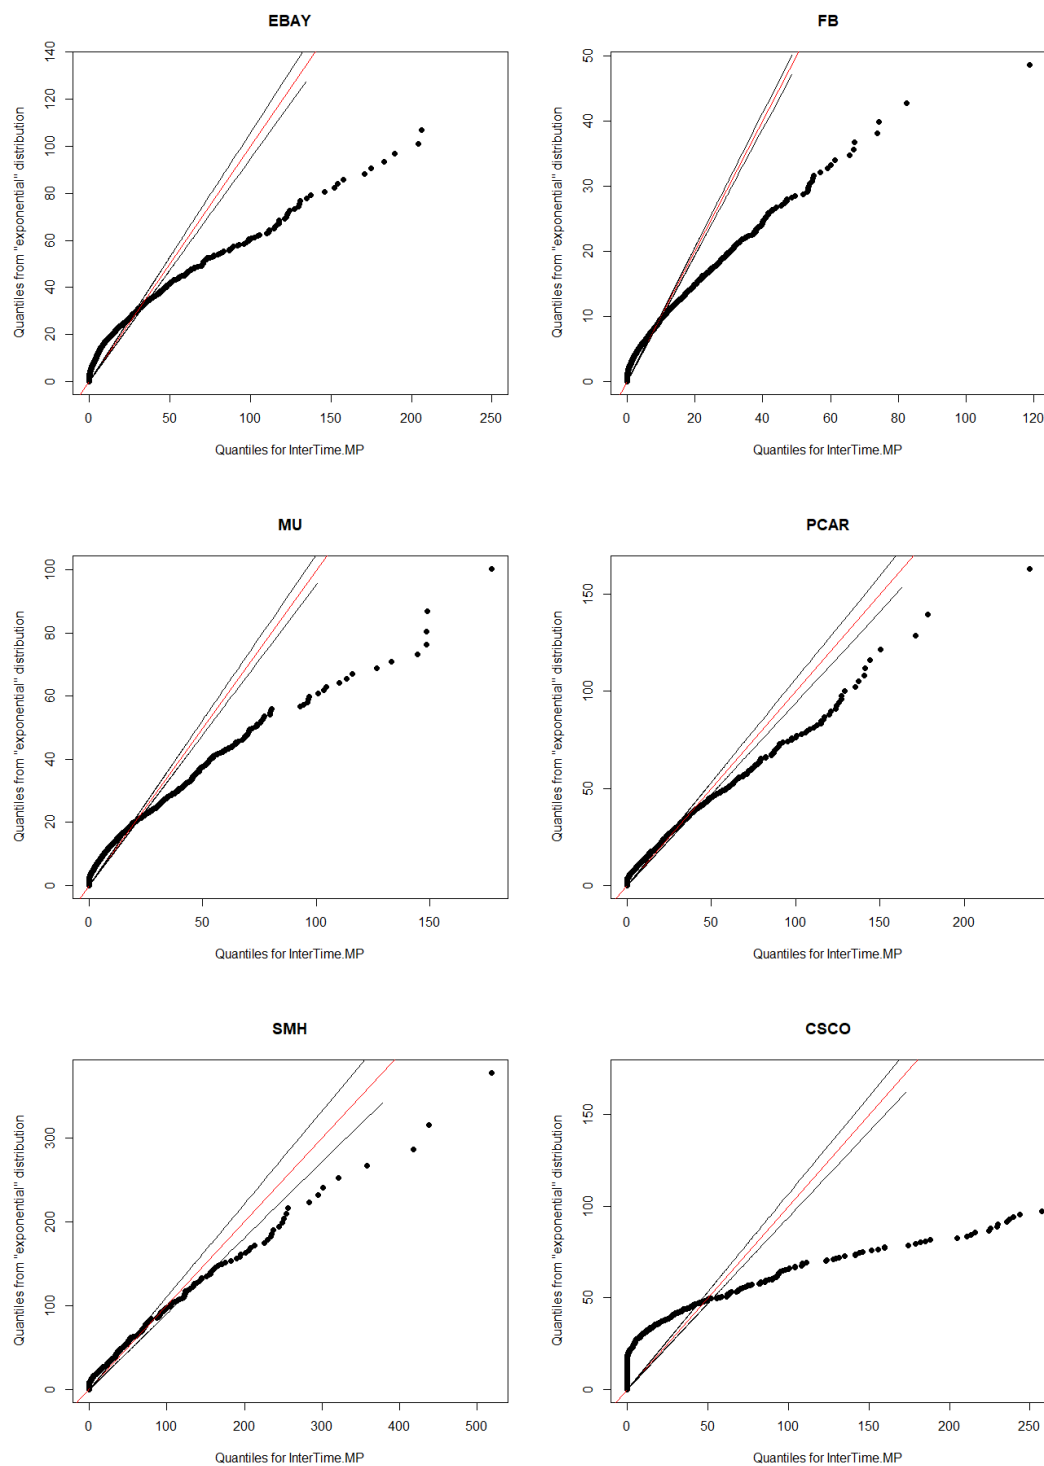 EBAY
Quantiles from "exponential" distribution
140
120
100
80
60
40
20
0
0 50 100 150 200 250
Quantiles for InterTime.MP
FB
Quantiles from "exponential" distribution
50
40
30
20
10
0
0 20 40 60 80 100 120
Quantiles for InterTime.MP
MU
Quantiles from "exponential" distribution
100
80
60
40
20
0
0 50 100 150
Quantiles for InterTime.MP
PCAR
Quantiles from "exponential" distribution
150
100
50
0
0 50 100 150 200
Quantiles for InterTime.MP
SMH
Quantiles from "exponential" distribution
300
200
100
0
0 100 200 300 400 500
Quantiles for InterTime.MP
CSCO
Quantiles from "exponential" distribution
150
100
50
0
0 50 100 150 200 250
Quantiles for InterTime.MP